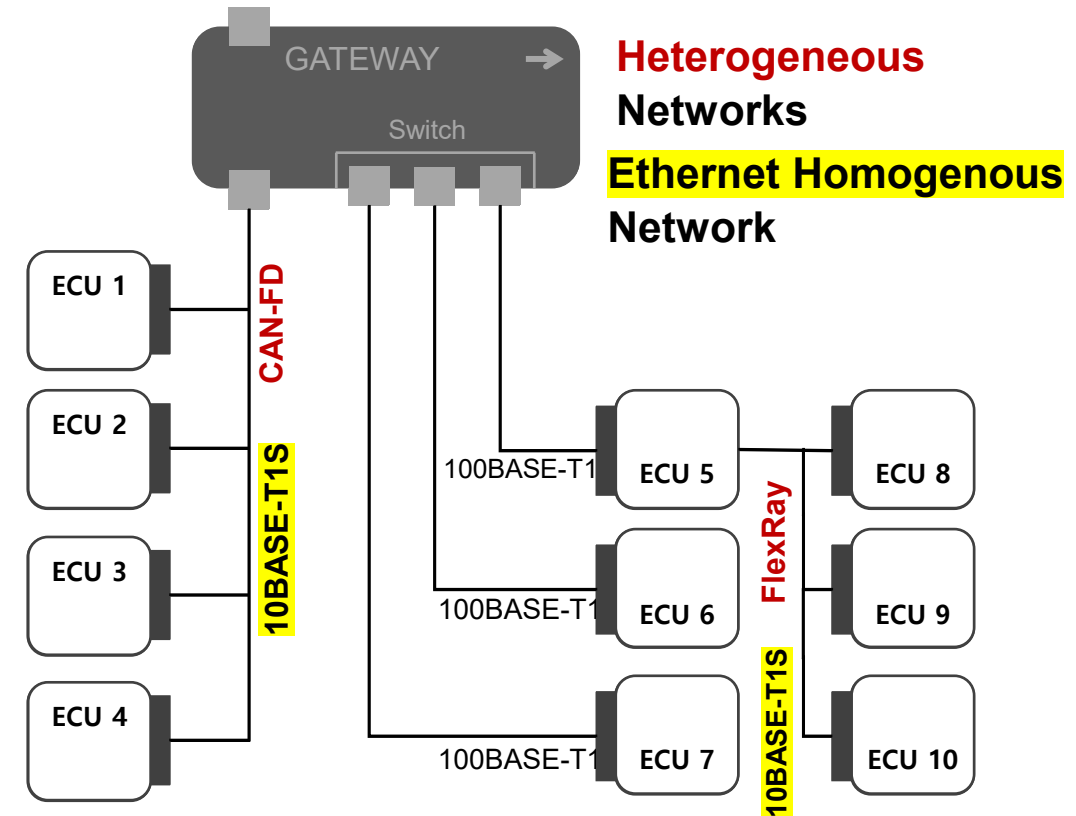 GATEWAY
Switch
Heterogeneous
Networks
Ethernet Homogenous
Network
ECU 1
ECU 2
ECU 3
ECU 4
CAN-FD
10BASE-T1S
100BASE-T1
ECU 5
100BASE-T1
ECU 6
100BASE-T1
ECU 7
FlexRay
10BASE-T1S
ECU 8
ECU 9
ECU 10